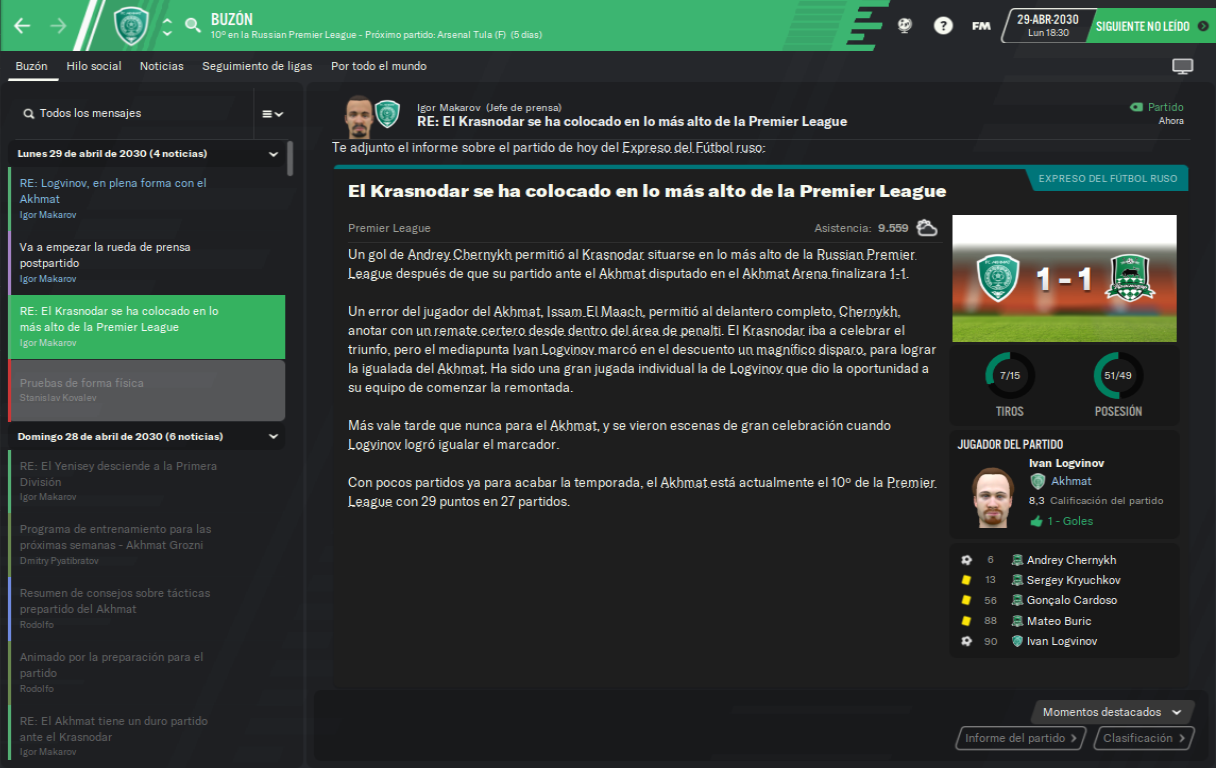 BUZÓN
10º en la Russian Premier League - Próximo partido: Arsenal Tula (F) (5 días)
?
FM
29-ABR-2030
Lun 18:30
SIGUIENTE NO LEÍDO
Buzón
Hilo social
Noticias
Seguimiento de ligas
Por todo el mundo
Todos los mensajes
Lunes 29 de abril de 2030 (4 noticias)
RE: Logvinov, en plena forma con el
Akhmat
Igor Makarov
Va a empezar la rueda de prensa
postpartido
Igor Makarov
RE: El Krasnodar se ha colocado en lo
más alto de la Premier League
Igor Makarov
Pruebas de forma física
Stanislav Kovalev
Domingo 28 de abril de 2030 (6 noticias)
RE: El Yenisey desciende a la Primera
División
Igor Makarov
Programa de entrenamiento para las
próximas semanas - Akhmat Grozni
Dmitry Pyatibratov
Resumen de consejos sobre tácticas
prepartido del Akhmat
Rodolfo
Animado por la preparación para el
partido
Rodolfo
RE: El Akhmat tiene un duro partido
ante el Krasnodar
Igor Makarov
Igor Makarov (Jefe de prensa)
RE: El Krasnodar se ha colocado en lo más alto de la Premier League
Partido
Ahora
Te adjunto el informe sobre el partido de hoy del Expreso del Fútbol ruso:
El Krasnodar se ha colocado en lo más alto de la Premier League
EXPRESO DEL FÚTBOL RUSO
Premier League
Asistencia: 9.559
Un gol de Andrey Chernykh permitió al Krasnodar situarse en lo más alto de la Russian Premier
League después de que su partido ante el Akhmat disputado en el Akhmat Arena finalizara 1-1.
Un error del jugador del Akhmat, Issam El Maach, permitió al delantero completo, Chernykh,
anotar con un remate certero desde dentro del área de penalti. El Krasnodar iba a celebrar el
triunfo, pero el mediapunta Ivan Logvinov marcó en el descuento un magnífico disparo, para lograr
la igualada del Akhmat. Ha sido una gran jugada individual la de Logvinov que dio la oportunidad a
su equipo de comenzar la remontada.
Más vale tarde que nunca para el Akhmat, y se vieron escenas de gran celebración cuando
Logvinov logró igualar el marcador.
Con pocos partidos ya para acabar la temporada, el Akhmat está actualmente el 10º de la Premier
League con 29 puntos en 27 partidos.
1 - 1
7/15
TIROS
51/49
POSESIÓN
JUGADOR DEL PARTIDO
Ivan Logvinov
Akhmat
8,3 Calificación del partido
1 - Goles
6 Andrey Chernykh
13 Sergey Kryuchkov
56 Gonçalo Cardoso
88 Mateo Buric
90 Ivan Logvinov
Momentos destacados
Informe del partido
Clasificación